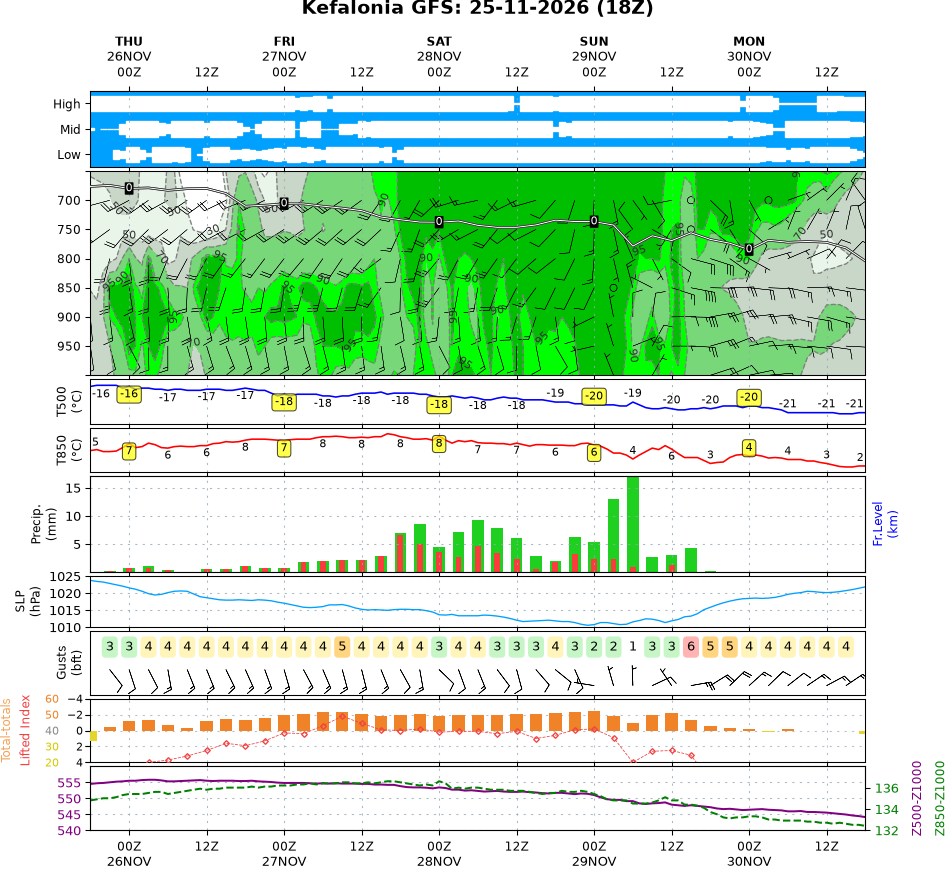 Kefalonia GFS: 25-11-2026 (18Z)
THU FRI SAT SUN MON
26NOV 27NOV 28NOV 29NOV 30NOV
00Z 12Z 00Z 12Z 00Z 12Z 00Z 12Z 00Z 12Z
High
Mid
Low
700
750
800
850
900
950
0 0 0 0 0
T500 (°C)
-16 -16 -17 -17 -17 -18 -18 -18 -18 -18 -18 -18 -19 -20 -19 -20 -20 -20 -21 -21 -21
T850 (°C)
5 7 6 6 8 7 8 8 8 8 7 7 6 6 4 6 3 4 4 3 2
Precip. (mm)
15
10
5
Fr.Level (km)
SLP (hPa)
1025
1020
1015
1010
Gusts (bft)
3 3 4 4 4 4 4 4 4 4 4 4 5 4 4 4 4 3 4 4 3 3 3 4 3 2 2 1 3 3 6 5 5 4 4 4 4 4 4
Total-totals
Lifted Index
60 −4
50 −2
40 0
30 2
20 4
555
550
545
540
136
134
132
Z500-Z1000
Z850-Z1000
00Z 12Z 00Z 12Z 00Z 12Z 00Z 12Z 00Z 12Z
26NOV 27NOV 28NOV 29NOV 30NOV